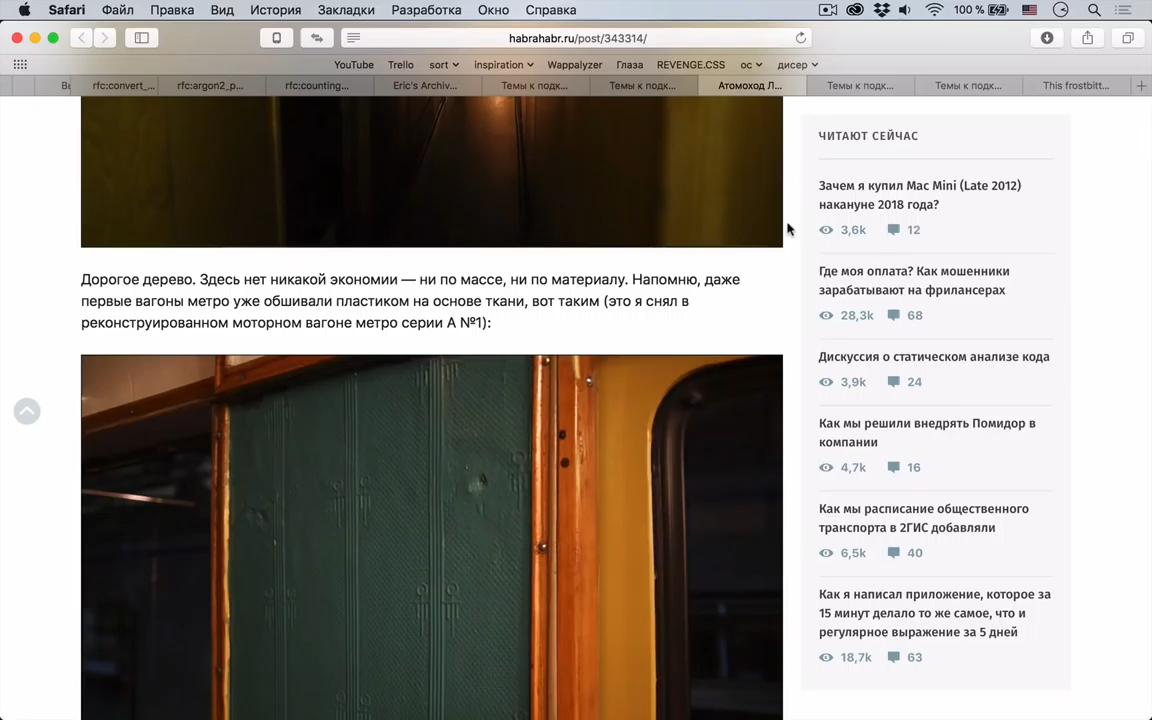 Safari Файл Правка Вид История Закладки Разработка Окно Справка 100 %
habrahabr.ru/post/343314/
YouTube Trello sort inspiration Wappalyzer Глаза REVENGE.CSS ос дисер
Вы rfc:convert_... rfc:argon2_p... rfc:counting... Eric's Archiv... Темы к подк... Темы к подк... Атомоход Л... Темы к подк... Темы к подк... This frostbitt...
Дорогое дерево. Здесь нет никакой экономии — ни по массе, ни по материалу. Напомню, даже
первые вагоны метро уже обшивали пластиком на основе ткани, вот таким (это я снял в
реконструированном моторном вагоне метро серии А №1):
ЧИТАЮТ СЕЙЧАС
Зачем я купил Mac Mini (Late 2012)
накануне 2018 года?
3,6k 12
Где моя оплата? Как мошенники
зарабатывают на фрилансерах
28,3k 68
Дискуссия о статическом анализе кода
3,9k 24
Как мы решили внедрять Помидор в
компании
4,7k 16
Как мы расписание общественного
транспорта в 2ГИС добавляли
6,5k 40
Как я написал приложение, которое за
15 минут делало то же самое, что и
регулярное выражение за 5 дней
18,7k 63